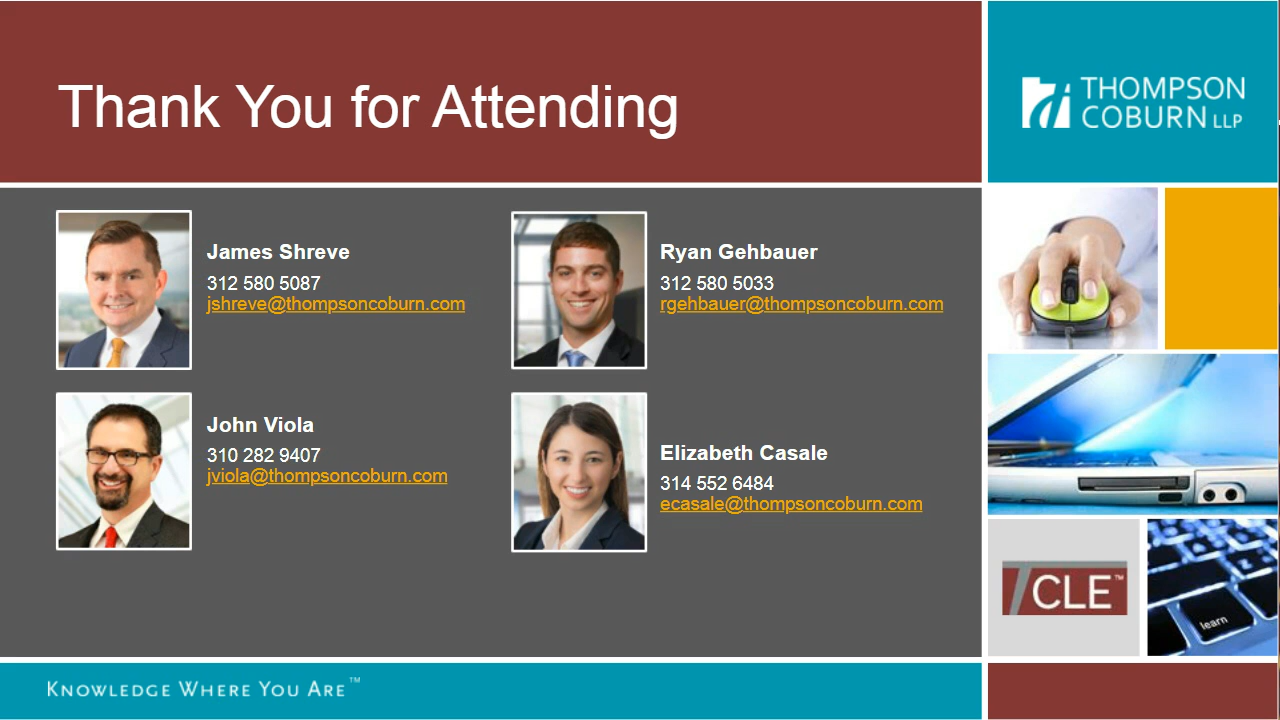 Thank You for Attending
THOMPSON
COBURN LLP
James Shreve
312 580 5087
jshreve@thompsoncoburn.com
Ryan Gehbauer
312 580 5033
rgehbauer@thompsoncoburn.com
John Viola
310 282 9407
jviola@thompsoncoburn.com
Elizabeth Casale
314 552 6484
ecasale@thompsoncoburn.com
CLE™
learn
KNOWLEDGE WHERE YOU ARE™